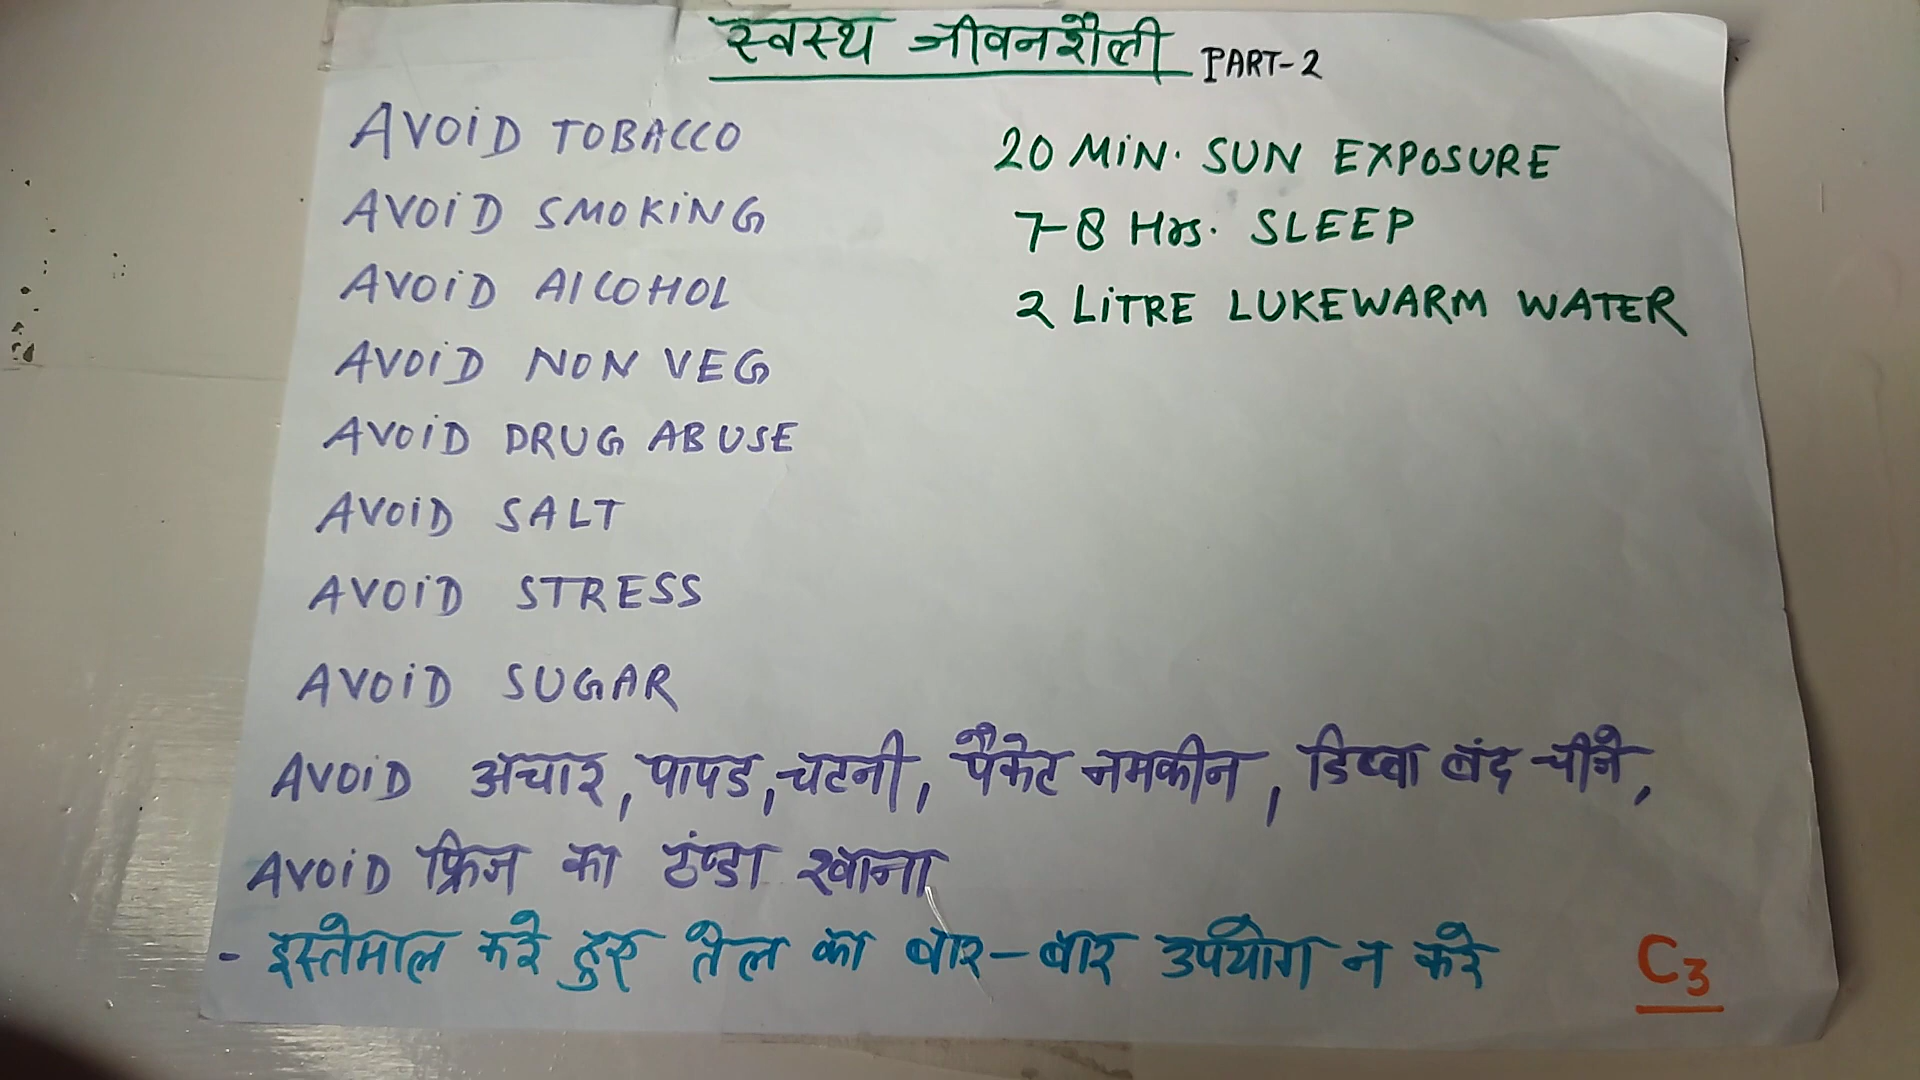 स्वस्थ जीवनशैली PART-2
AVOID TOBACCO
AVOID SMOKING
AVOID AlCOHOL
AVOID NON VEG
AVOID DRUG ABUSE
AVOID SALT
AVOID STRESS
AVOID SUGAR
20 MIN. SUN EXPOSURE
7-8 Hrs. SLEEP
2 LITRE LUKEWARM WATER
AVOID अचार, पापड, चटनी, पैकेट नमकीन, डिब्बा बंद चीजे,
AVOID फ्रिज का ठंण्डा खाना
- इस्तेमाल करे हुए तेल का बार-बार उपयोग न करे
C3